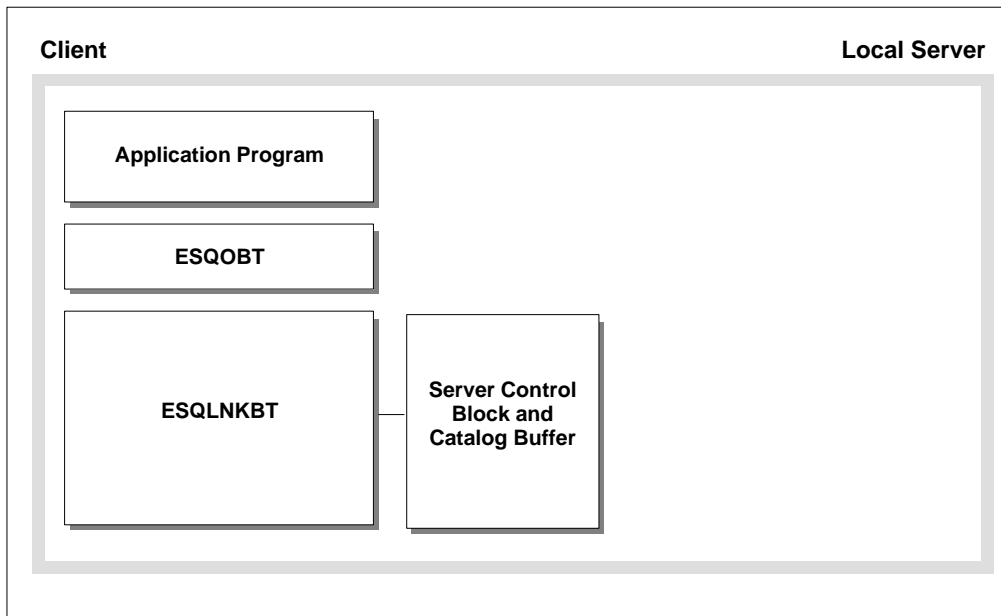 Client
Local Server
Application Program
ESQOBT
ESQLNKBT
Server Control
Block and
Catalog Buffer